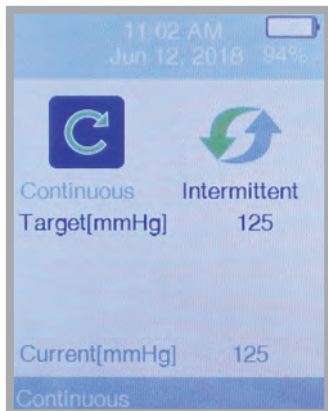 11:02 AM
Jun 12, 2018 94%
Continuous Intermittent
Target[mmHg] 125
Current[mmHg] 125
Continuous